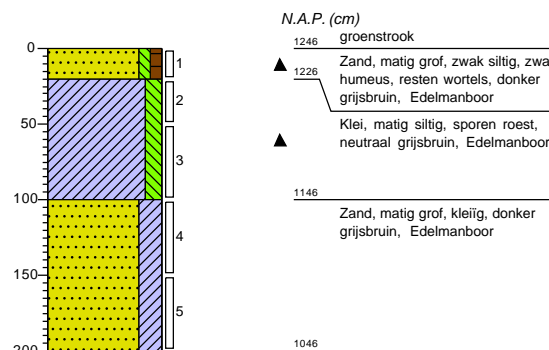 N.A.P. (cm)
0
1246
groenstrook
1
Zand, matig grof, zwak siltig,
1226
humeus, resten wortels, donker
grijsbruin, Edelmanboor
2
50
Klei, matig siltig, sporen roest,
neutraal grijsbruin, Edelmanboor
3
100
1146
Zand, matig grof, kleiïg, donker
grijsbruin, Edelmanboor
4
150
5
200
1046